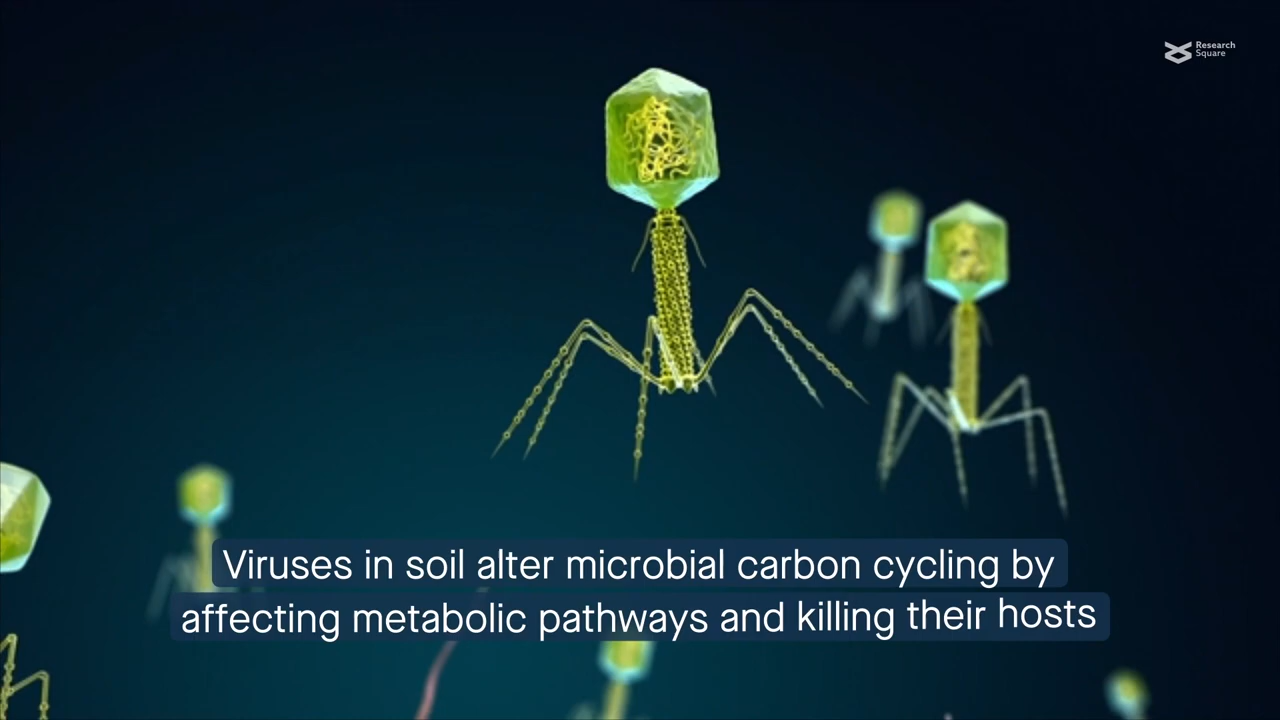 Research
Square
Viruses in soil alter microbial carbon cycling by
affecting metabolic pathways and killing their hosts